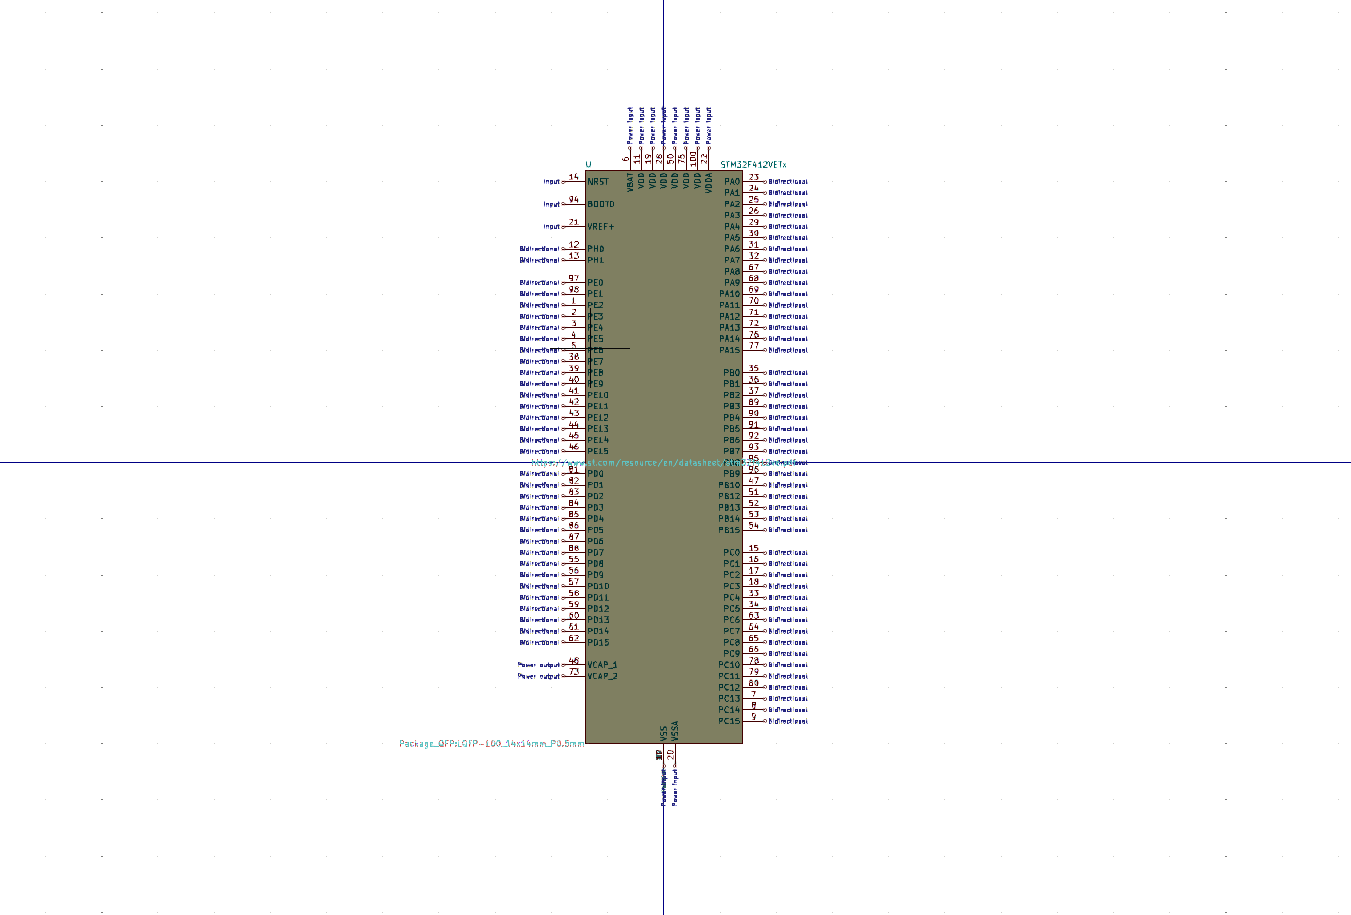 Power input Power input Power input Power input Power input Power input Power input Power input
6 11 19 28 50 75 100 22
U STM32F412VETx
VBAT VDD VDD VDD VDD VDD VDD VDDA
Input 14 NRST PA0 23 Bidirectional
PA1 24 Bidirectional
Input 94 BOOT0 PA2 25 Bidirectional
PA3 26 Bidirectional
Input 21 VREF+ PA4 29 Bidirectional
PA5 30 Bidirectional
Bidirectional 12 PH0 PA6 31 Bidirectional
Bidirectional 13 PH1 PA7 32 Bidirectional
PA8 67 Bidirectional
Bidirectional 97 PE0 PA9 68 Bidirectional
Bidirectional 98 PE1 PA10 69 Bidirectional
Bidirectional 1 PE2 PA11 70 Bidirectional
Bidirectional 2 PE3 PA12 71 Bidirectional
Bidirectional 3 PE4 PA13 72 Bidirectional
Bidirectional 4 PE5 PA14 76 Bidirectional
Bidirectional 5 PE6 PA15 77 Bidirectional
Bidirectional 38 PE7
Bidirectional 39 PE8 PB0 35 Bidirectional
Bidirectional 40 PE9 PB1 36 Bidirectional
Bidirectional 41 PE10 PB2 37 Bidirectional
Bidirectional 42 PE11 PB3 89 Bidirectional
Bidirectional 43 PE12 PB4 90 Bidirectional
Bidirectional 44 PE13 PB5 91 Bidirectional
Bidirectional 45 PE14 PB6 92 Bidirectional
Bidirectional 46 PE15 PB7 93 Bidirectional
https://www.st.com/resource/en/datasheet/ 95
Bidirectional 81 PD0 PB9 96 Bidirectional
Bidirectional 82 PD1 PB10 47 Bidirectional
Bidirectional 83 PD2 PB12 51 Bidirectional
Bidirectional 84 PD3 PB13 52 Bidirectional
Bidirectional 85 PD4 PB14 53 Bidirectional
Bidirectional 86 PD5 PB15 54 Bidirectional
Bidirectional 87 PD6
Bidirectional 88 PD7 PC0 15 Bidirectional
Bidirectional 55 PD8 PC1 16 Bidirectional
Bidirectional 56 PD9 PC2 17 Bidirectional
Bidirectional 57 PD10 PC3 18 Bidirectional
Bidirectional 58 PD11 PC4 33 Bidirectional
Bidirectional 59 PD12 PC5 34 Bidirectional
Bidirectional 60 PD13 PC6 63 Bidirectional
Bidirectional 61 PD14 PC7 64 Bidirectional
Bidirectional 62 PD15 PC8 65 Bidirectional
PC9 66 Bidirectional
Power output 48 VCAP_1 PC10 78 Bidirectional
Power output 73 VCAP_2 PC11 79 Bidirectional
PC12 80 Bidirectional
PC13 7 Bidirectional
PC14 8 Bidirectional
PC15 9 Bidirectional
VSS VSSA
Package_QFP:LQFP-100_14x14mm_P0.5mm
20
Power input